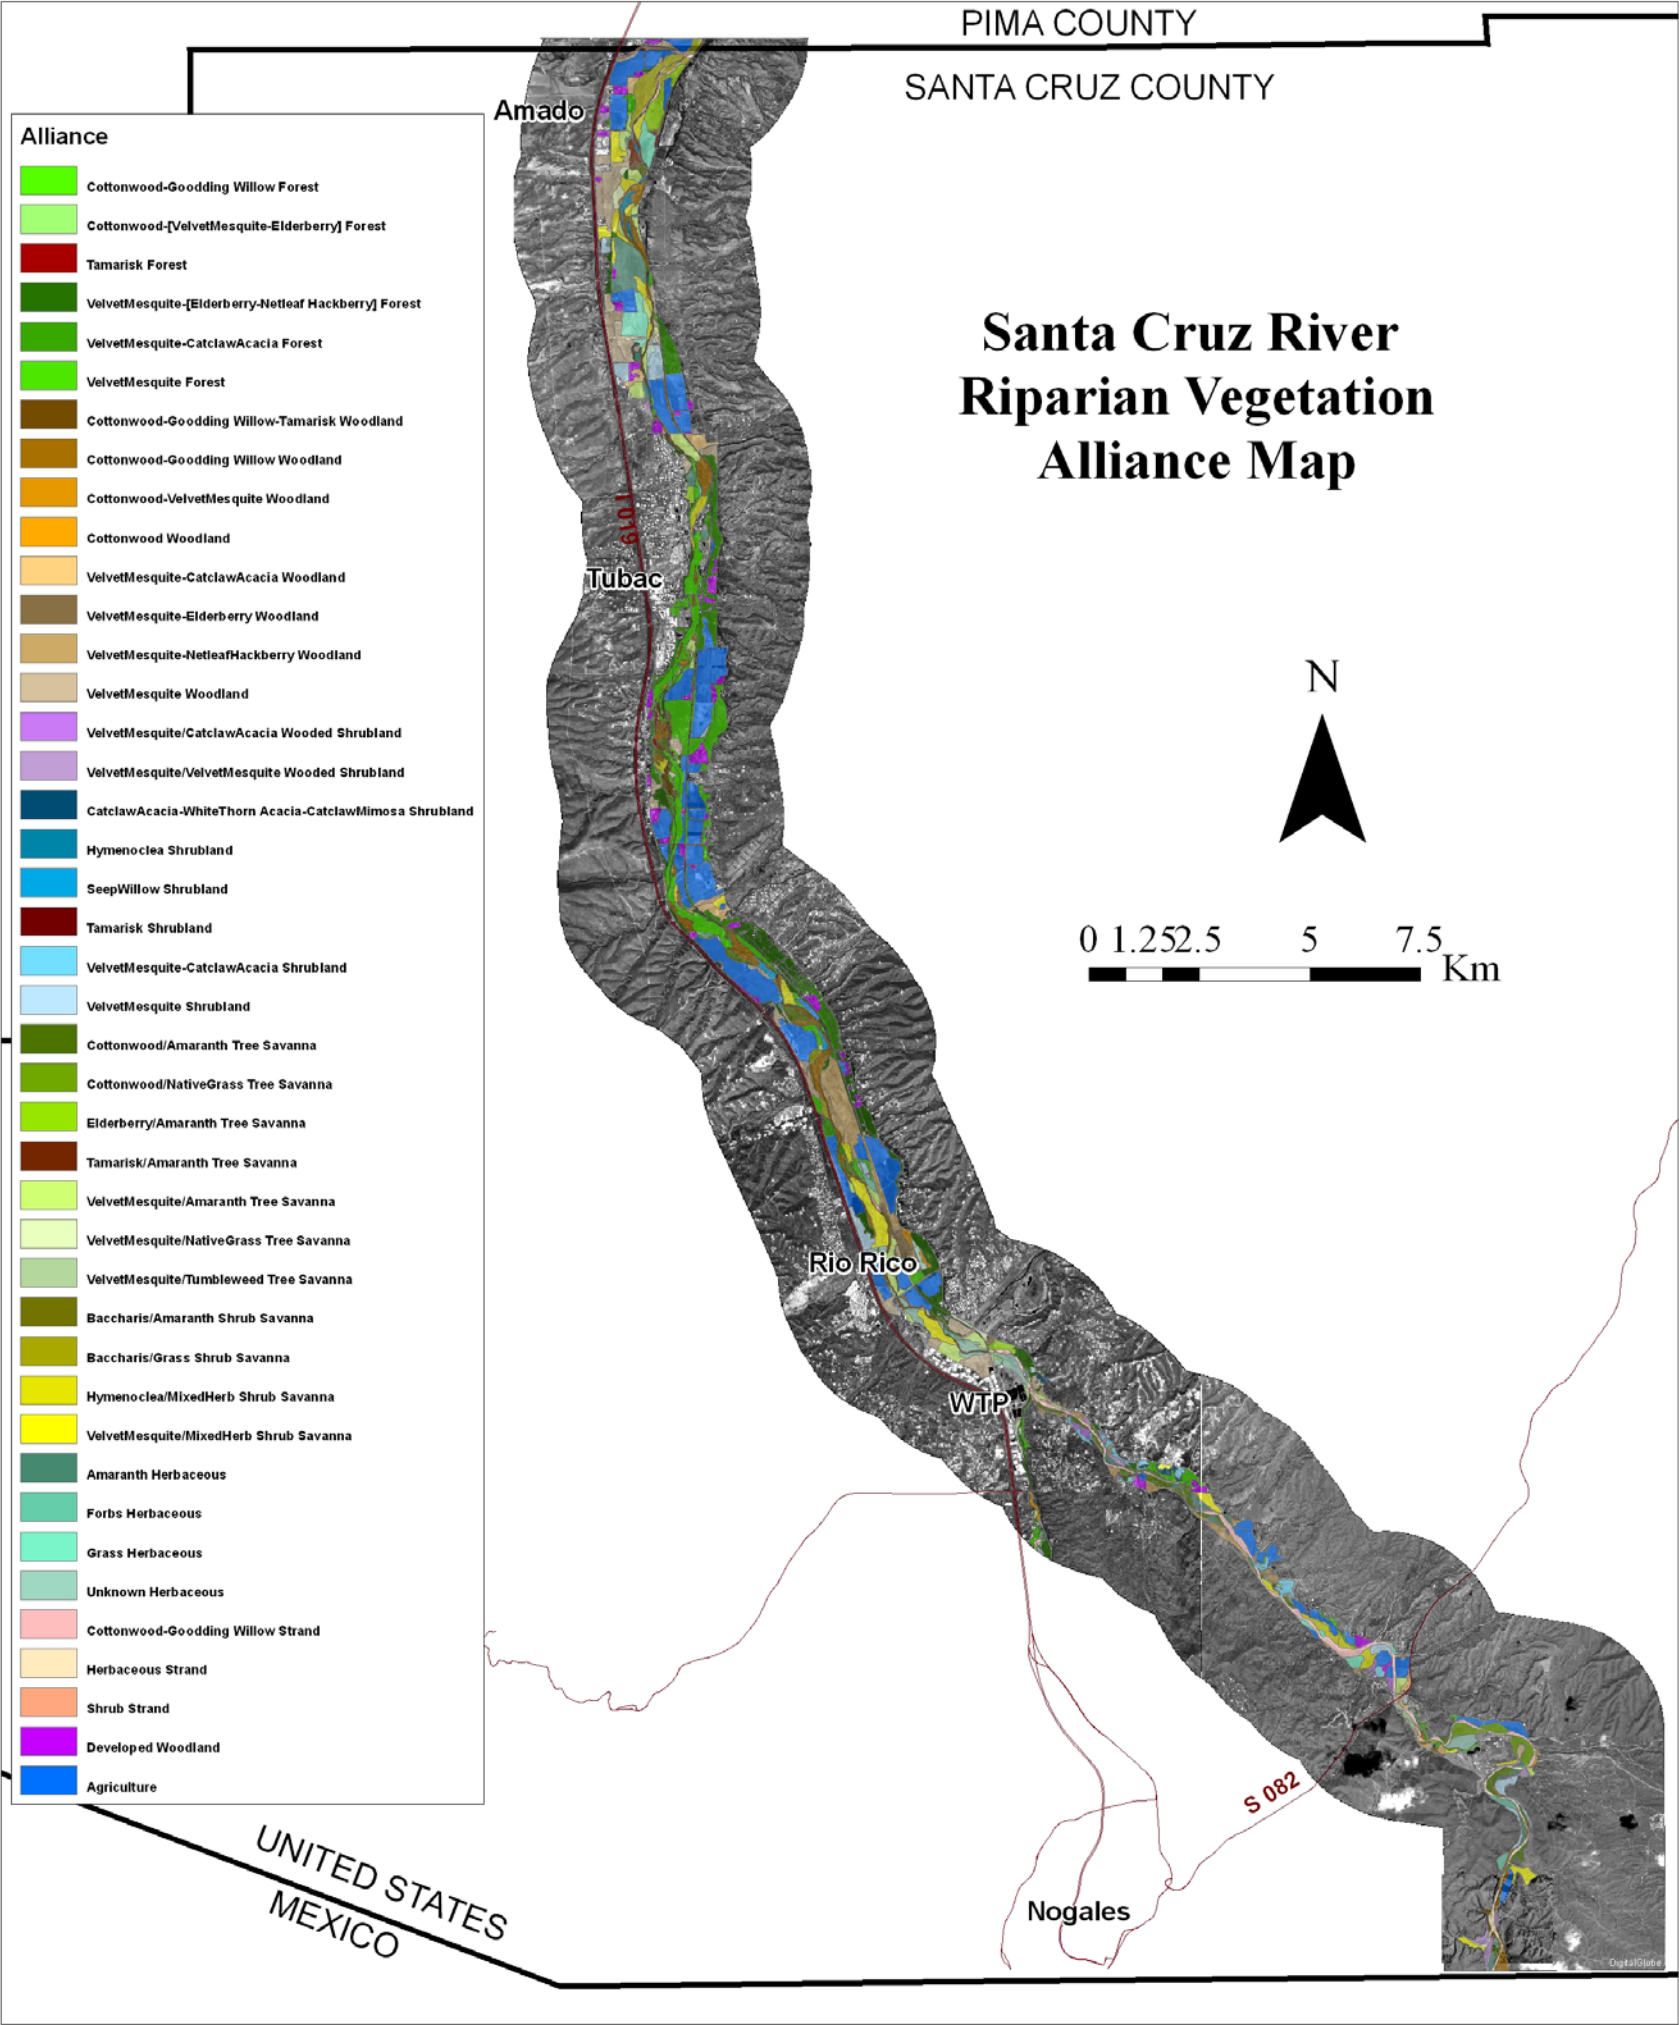 PIMA COUNTY
SANTA CRUZ COUNTY
Amado
Alliance
Cottonwood-Goodding Willow Forest
Cottonwood-[VelvetMesquite-Elderberry] Forest
Tamarisk Forest
VelvetMesquite-[Elderberry-Netleaf Hackberry] Forest
VelvetMesquite-CatclawAcacia Forest
VelvetMesquite Forest
Cottonwood-Goodding Willow-Tamarisk Woodland
Cottonwood-Goodding Willow Woodland
Cottonwood-VelvetMesquite Woodland
Cottonwood Woodland
VelvetMesquite-CatclawAcacia Woodland
VelvetMesquite-Elderberry Woodland
VelvetMesquite-NetleafHackberry Woodland
VelvetMesquite Woodland
VelvetMesquite/CatclawAcacia Wooded Shrubland
VelvetMesquite/VelvetMesquite Wooded Shrubland
CatclawAcacia-WhiteThorn Acacia-CatclawMimosa Shrubland
Hymenoclea Shrubland
SeepWillow Shrubland
Tamarisk Shrubland
VelvetMesquite-CatclawAcacia Shrubland
VelvetMesquite Shrubland
Cottonwood/Amaranth Tree Savanna
Cottonwood/NativeGrass Tree Savanna
Elderberry/Amaranth Tree Savanna
Tamarisk/Amaranth Tree Savanna
VelvetMesquite/Amaranth Tree Savanna
VelvetMesquite/NativeGrass Tree Savanna
VelvetMesquite/Tumbleweed Tree Savanna
Baccharis/Amaranth Shrub Savanna
Baccharis/Grass Shrub Savanna
Hymenoclea/MixedHerb Shrub Savanna
VelvetMesquite/MixedHerb Shrub Savanna
Amaranth Herbaceous
Forbs Herbaceous
Grass Herbaceous
Unknown Herbaceous
Cottonwood-Goodding Willow Strand
Herbaceous Strand
Shrub Strand
Developed Woodland
Agriculture
Santa Cruz River
Riparian Vegetation
Alliance Map
I 019
Tubac
N
0 1.25 2.5 5 7.5
Km
Rio Rico
WTP
S 082
Nogales
UNITED STATES
MEXICO
DigitalGlobe